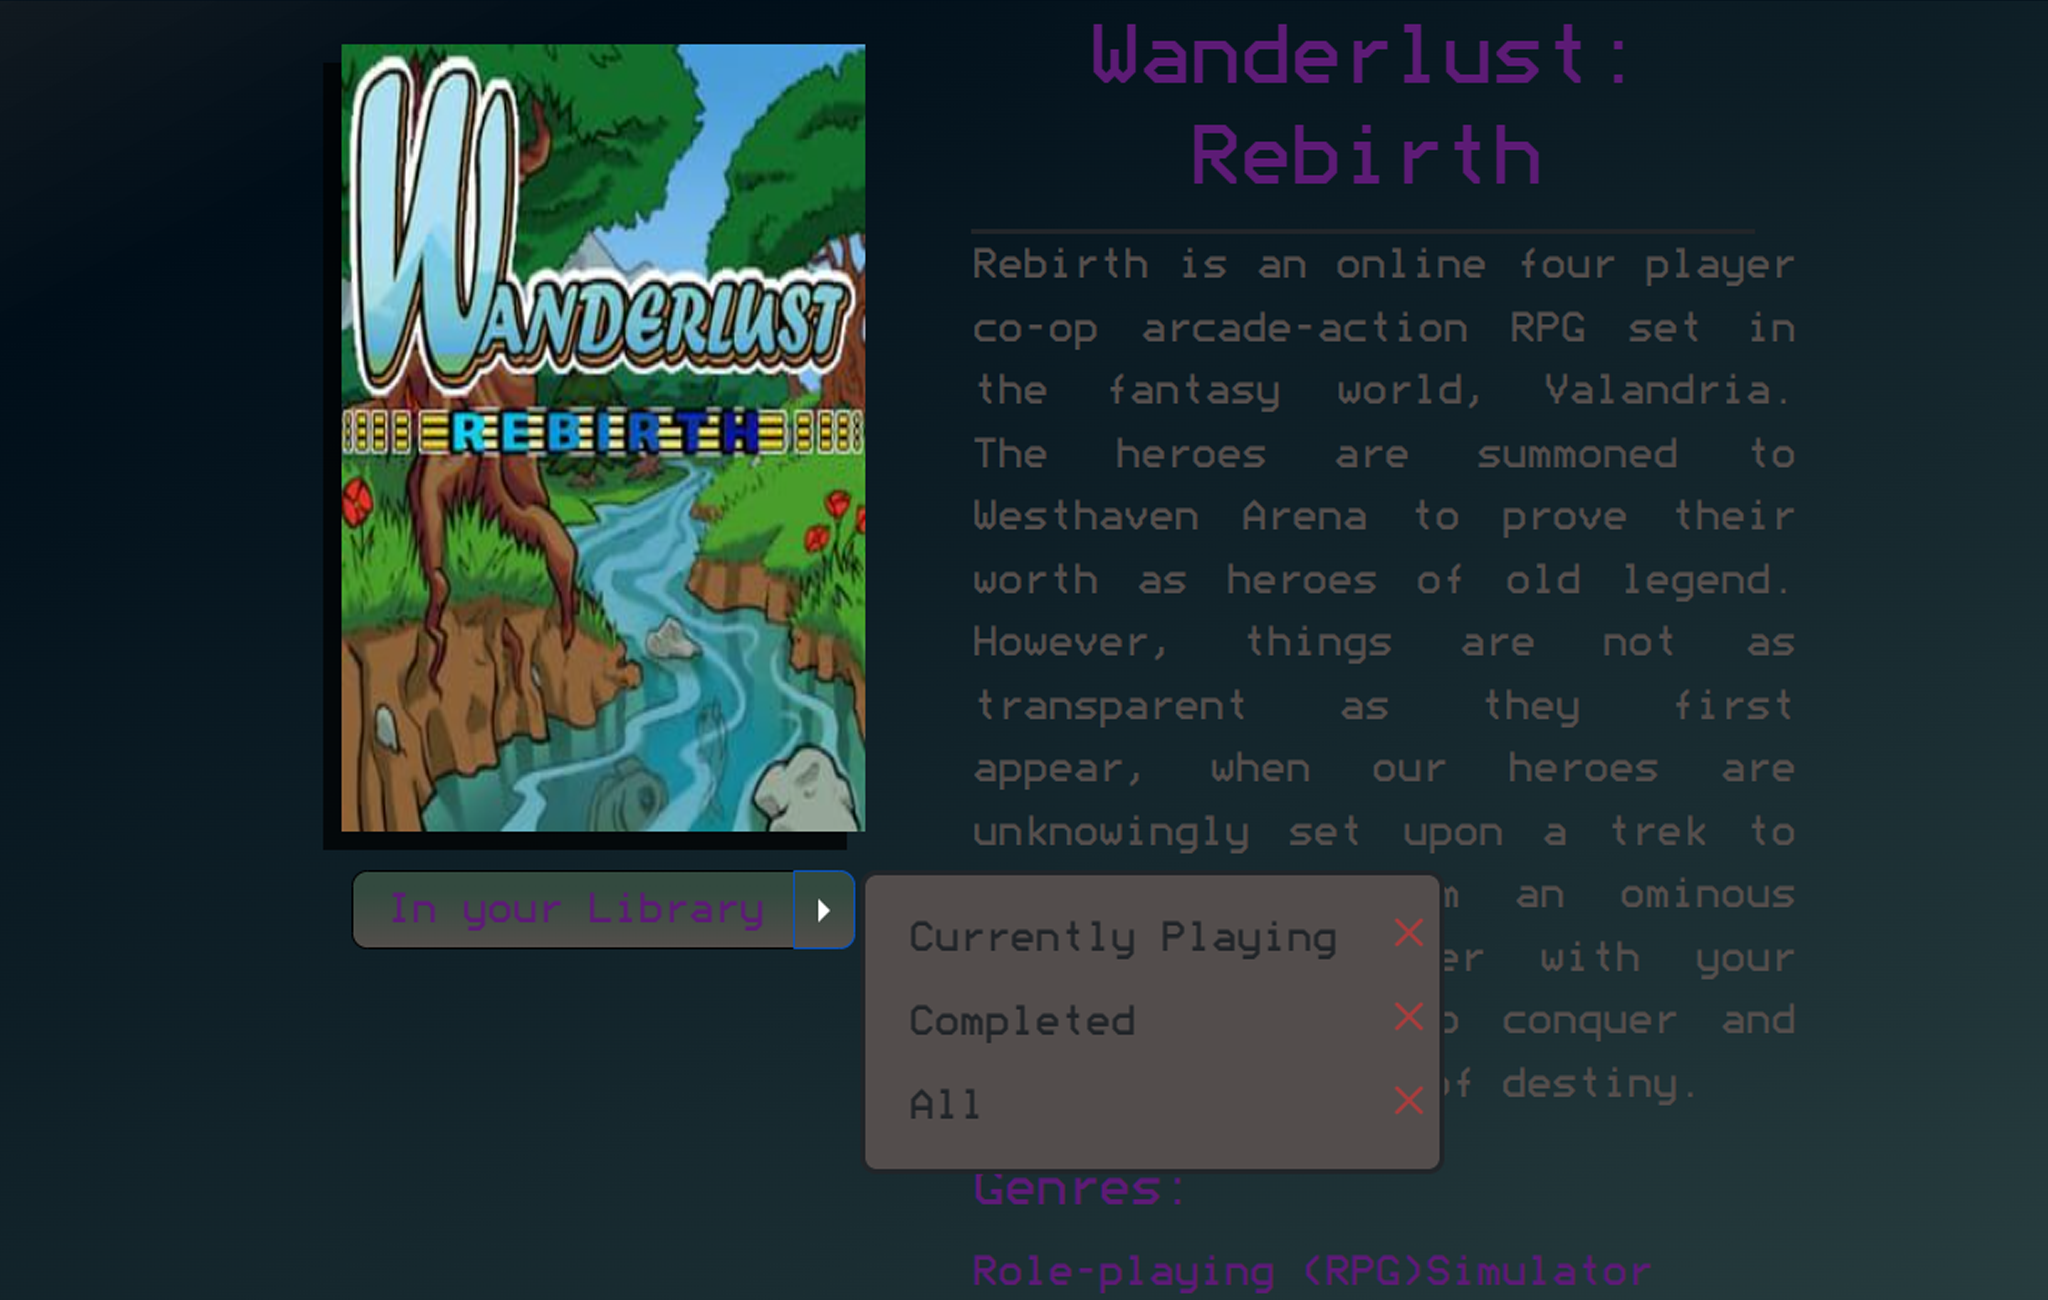 WANDERLUST
REBIRTH
In your Library
Wanderlust:
Rebirth
Rebirth is an online four player
co-op arcade-action RPG set in
the fantasy world, Valandria.
The heroes are summoned to
Westhaven Arena to prove their
worth as heroes of old legend.
However, things are not as
transparent as they first
appear, when our heroes are
unknowingly set upon a trek to
an ominous
with your
conquer and
destiny.
Currently Playing
Completed
All
Genres:
Role-playing (RPG)Simulator